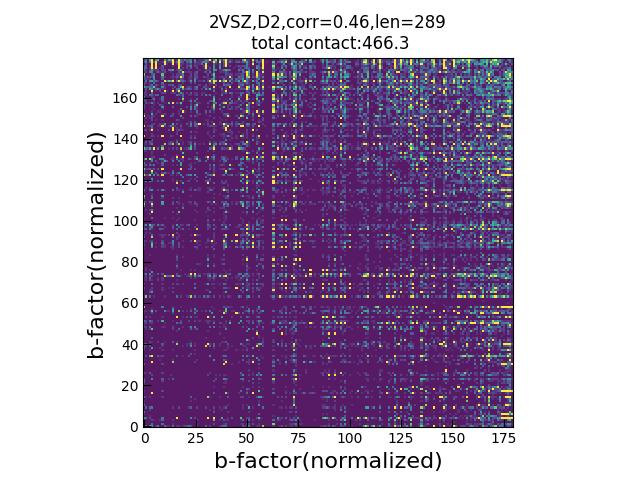 2VSZ,D2,corr=0.46,len=289
total contact:466.3
b-factor(normalized)
160
140
120
100
80
60
40
20
0
0 25 50 75 100 125 150 175
b-factor(normalized)